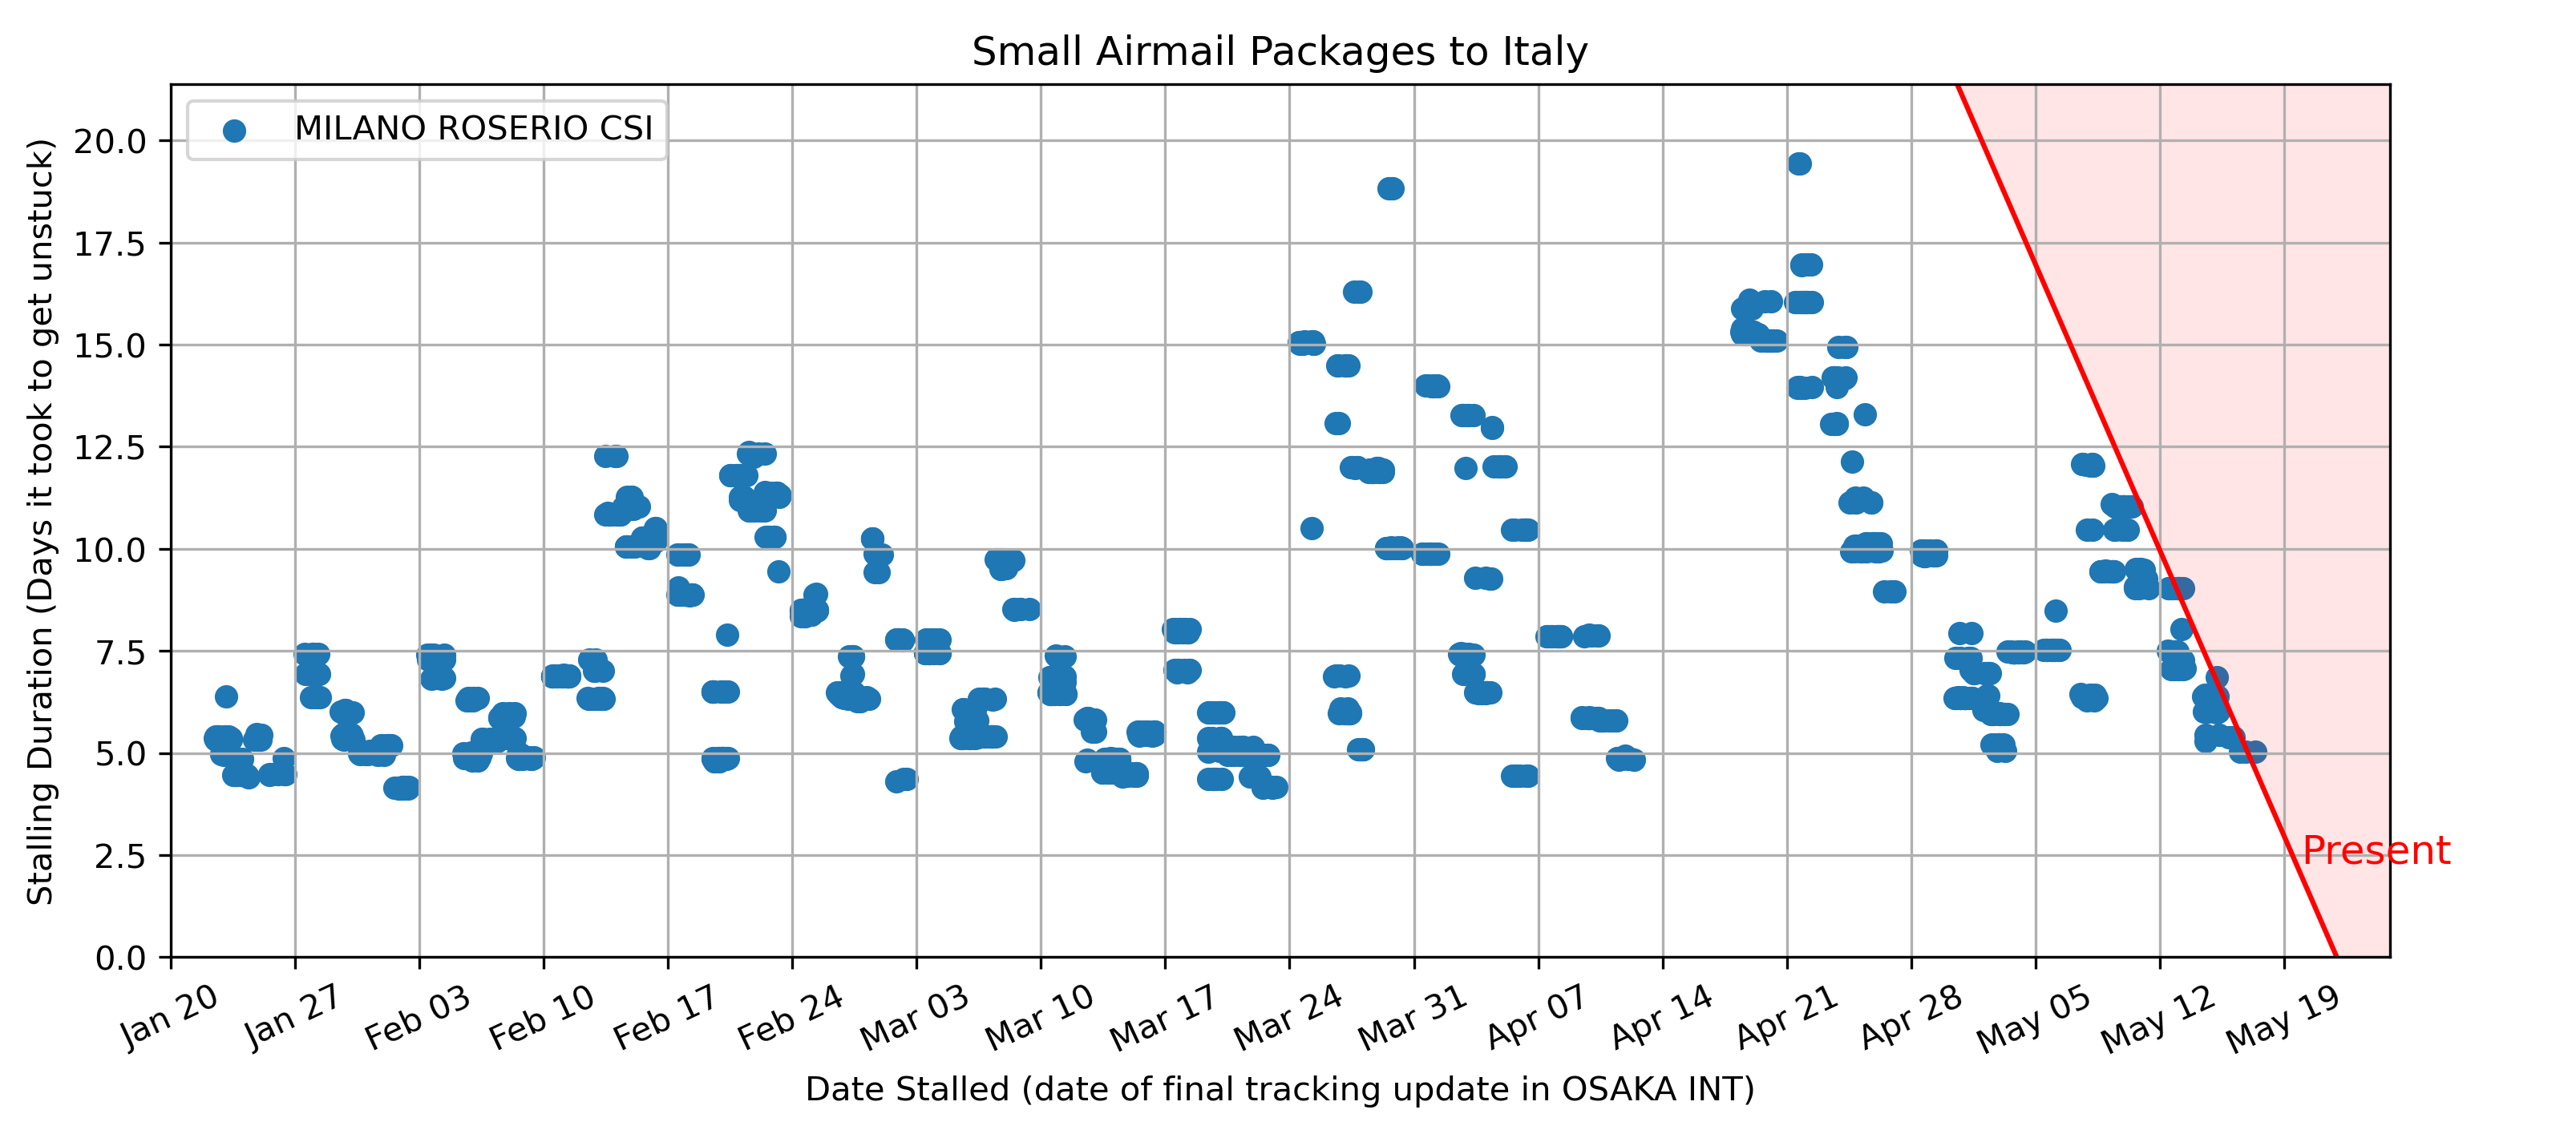 Small Airmail Packages to Italy
MILANO ROSERIO CSI
Stalling Duration (Days it took to get unstuck)
20.0
17.5
15.0
12.5
10.0
7.5
5.0
2.5
0.0
Present
Jan 20
Jan 27
Feb 03
Feb 10
Feb 17
Feb 24
Mar 03
Mar 10
Mar 17
Mar 24
Mar 31
Apr 07
Apr 14
Apr 21
Apr 28
May 05
May 12
May 19
Date Stalled (date of final tracking update in OSAKA INT)